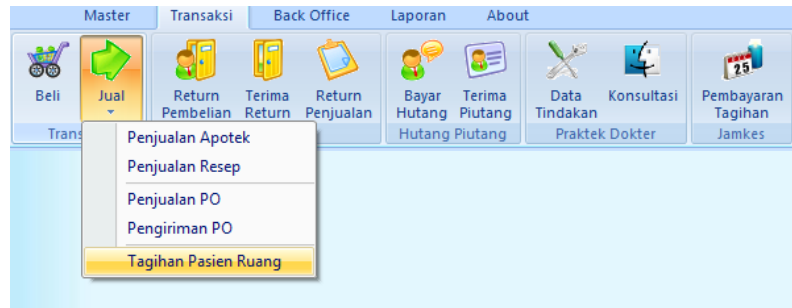 Master Transaksi Back Office Laporan About
Beli Jual Return Pembelian Terima Return Return Penjualan Bayar Hutang Terima Piutang Data Tindakan Konsultasi Pembayaran Tagihan
25
Trans Hutang Piutang Praktek Dokter Jamkes
Penjualan Apotek
Penjualan Resep
Penjualan PO
Pengiriman PO
Tagihan Pasien Ruang